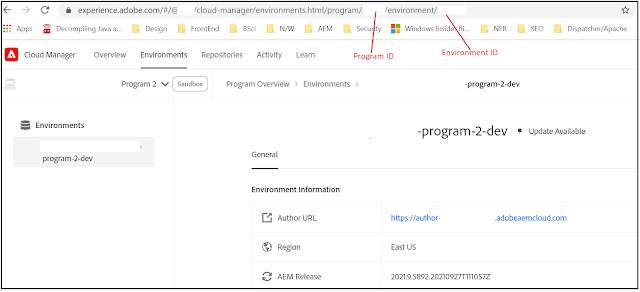 experience.adobe.com/#/@ /cloud-manager/environments.html/program/ /environment/
Apps Decompiling Java a... Design FrontEnd BSci N/W AEM Security Windows Insider Bli... NFR SEO Dispatcher/Apache
Program ID
Environment ID
Cloud Manager Overview Environments Repositories Activity Learn
Program 2 Sandbox Program Overview Environments -program-2-dev
Environments
program-2-dev
-program-2-dev Update Available
General
Environment Information
Author URL https://author- .adobeaemcloud.com
Region East US
AEM Release 2021.9.5892.20210927T111057Z